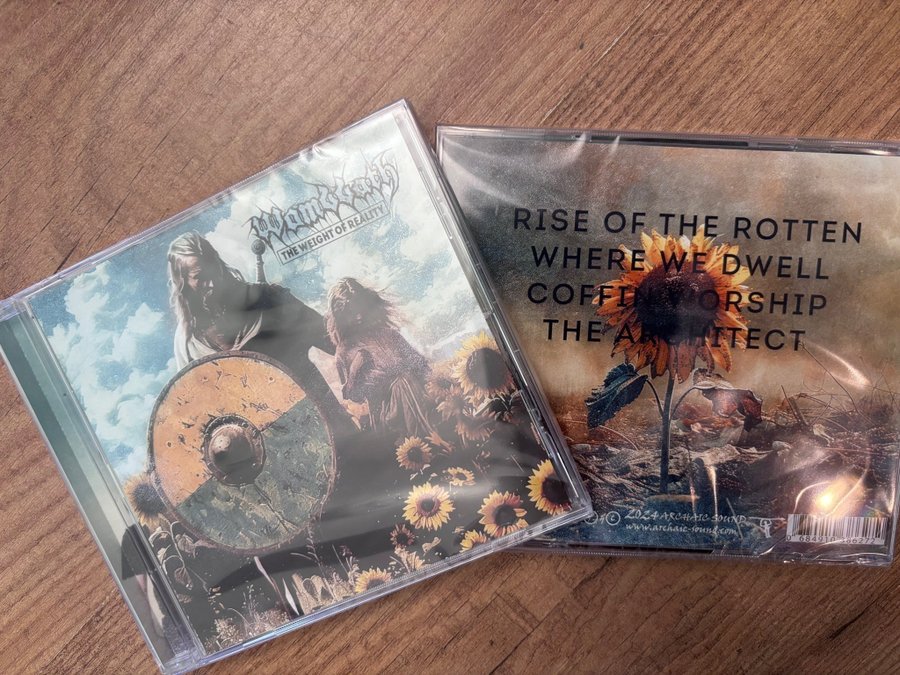 Wombbath
THE WEIGHT OF REALITY
RISE OF THE ROTTEN
WHERE WE DWELL
COFFIN WORSHIP
THE ARCHITECT
© 2024 ARCHAIC SOUND
www.archaic-sound.com